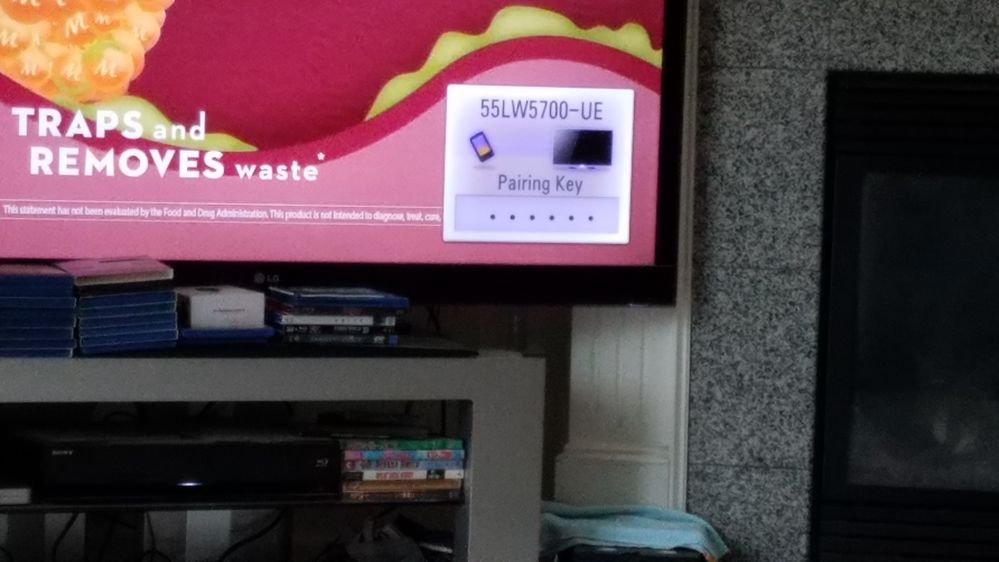 TRAPS and
REMOVES waste*
This statement has not been evaluated by the Food and Drug Administration. This product is not intended to diagnose, treat, cure,
55LW5700-UE
Pairing Key
••••••
LG
SONY